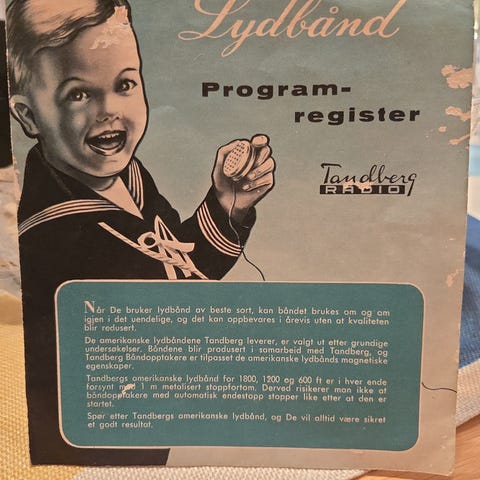 Lydbånd
Program-
register
Tandberg
RADIO
Når De bruker lydbånd av beste sort, kan båndet brukes om og om
igjen i det uendelige, og det kan oppbevares i årevis uten at kvaliteten
blir redusert.
De amerikanske lydbåndene Tandberg leverer, er valgt ut etter grundige
undersøkelser. Båndene blir produsert i samarbeid med Tandberg, og
Tandberg Båndopptakere er tilpasset de amerikanske lydbånds magnetiske
egenskaper.
Tandbergs amerikanske lydbånd for 1800, 1200 og 600 ft er i hver ende
forsynt med 1 m metalisert stoppfortam. Derved risikerer man ikke at
båndopptakere med automatisk endestopp stopper like etter at den er
startet.
Spør etter Tandbergs amerikanske lydbånd, og De vil alltid være sikret
et godt resultat.